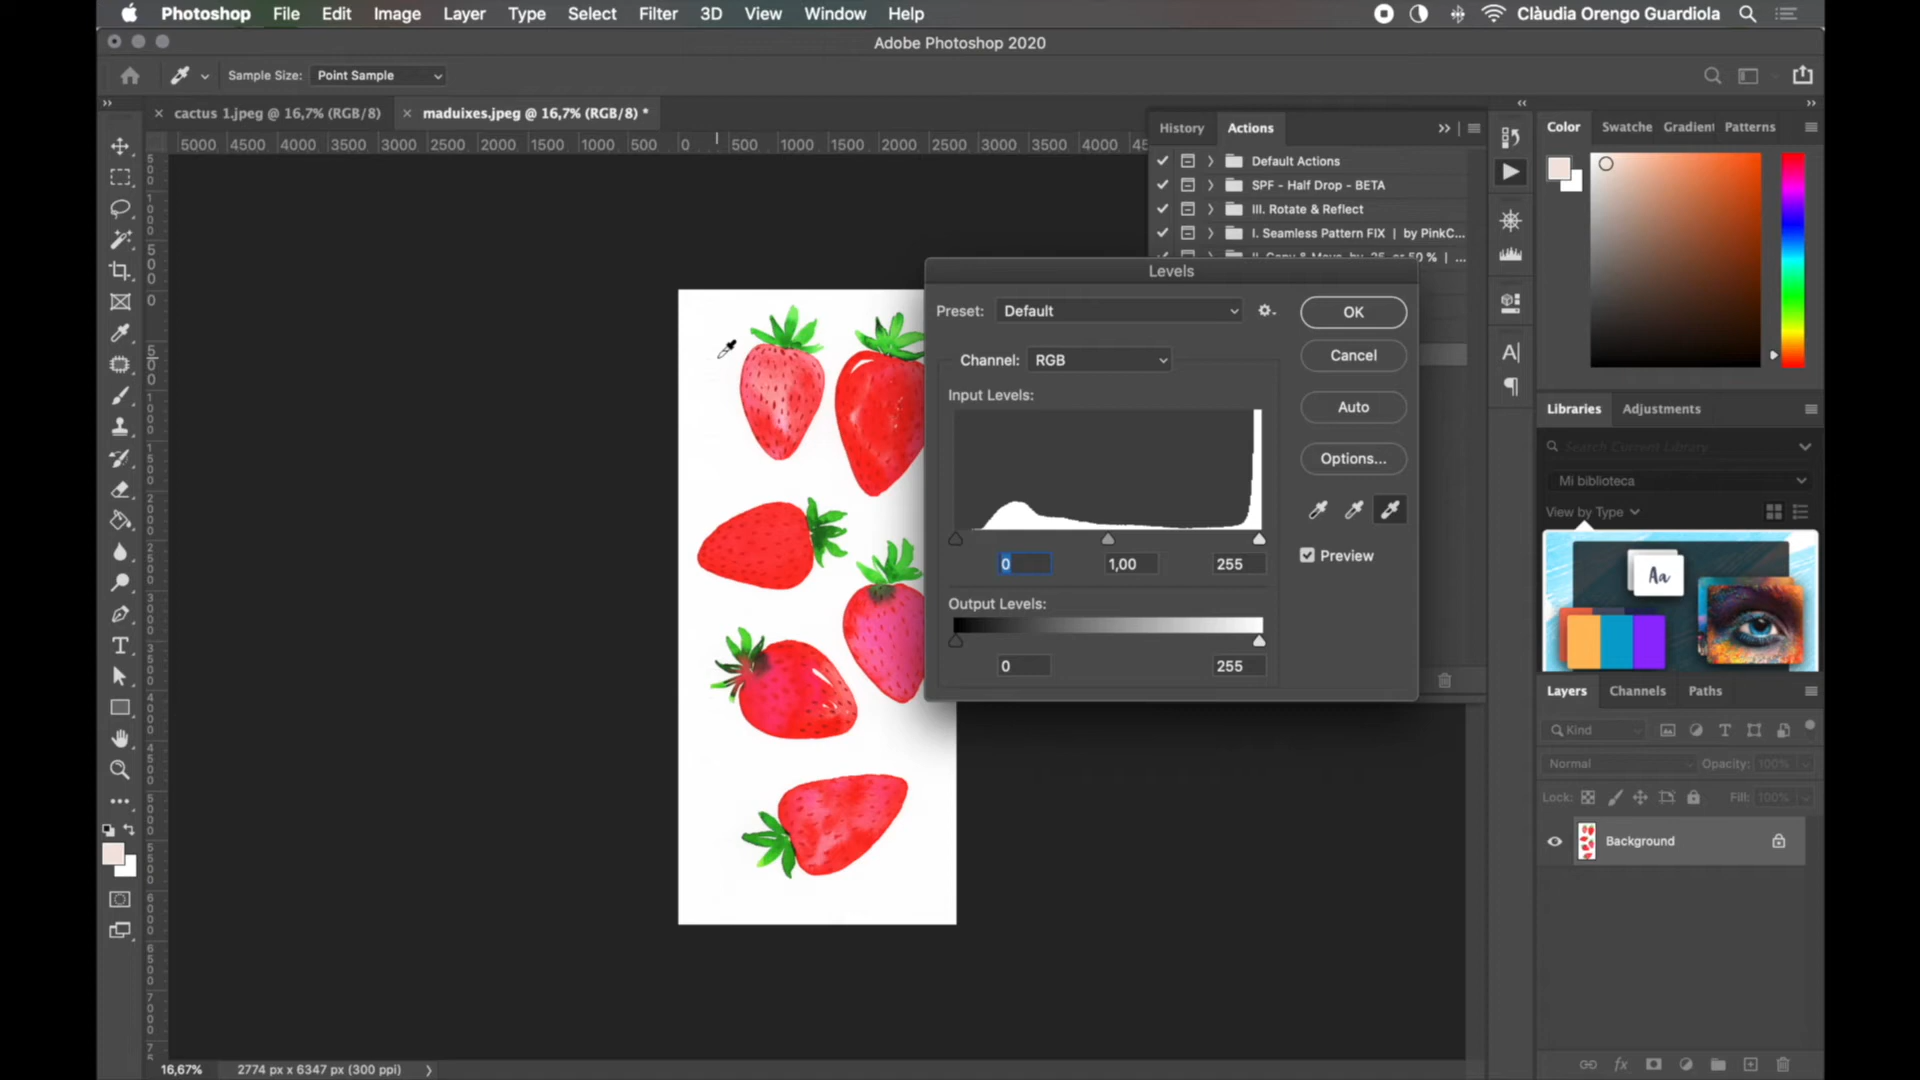 Photoshop File Edit Image Layer Type Select Filter 3D View Window Help Clàudia Orengo Guardiola
Adobe Photoshop 2020
Sample Size: Point Sample
cactus 1.jpeg @ 16,7% (RGB/8) maduixes.jpeg @ 16,7% (RGB/8) *
5000 4500 4000 3500 3000 2500 2000 1500 1000 500 0 500 1000 1500 2000 2500 3000 3500 4000
History Actions
Default Actions
SPF - Half Drop - BETA
III. Rotate & Reflect
I. Seamless Pattern FIX | by PinkC...
Color Swatche Gradient Patterns
Levels
Preset: Default
OK
Channel: RGB
Cancel
Input Levels:
Auto
Options...
0 1,00 255
Preview
Output Levels:
0 255
Libraries Adjustments
Search Current Library
Mi biblioteca
View by Type
Aa
Layers Channels Paths
Kind
Normal Opacity: 100%
Lock: Fill: 100%
Background
16,67% 2774 px x 6347 px (300 ppi)